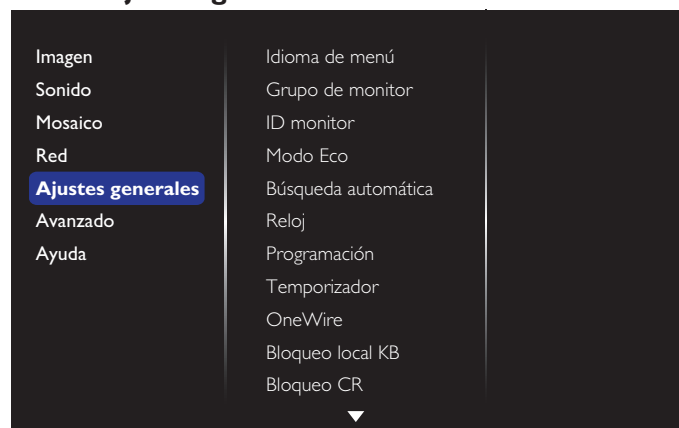 Imagen
Sonido
Mosaico
Red
Ajustes generales
Avanzado
Ayuda
Idioma de menú
Grupo de monitor
ID monitor
Modo Eco
Búsqueda automática
Reloj
Programación
Temporizador
OneWire
Bloqueo local KB
Bloqueo CR